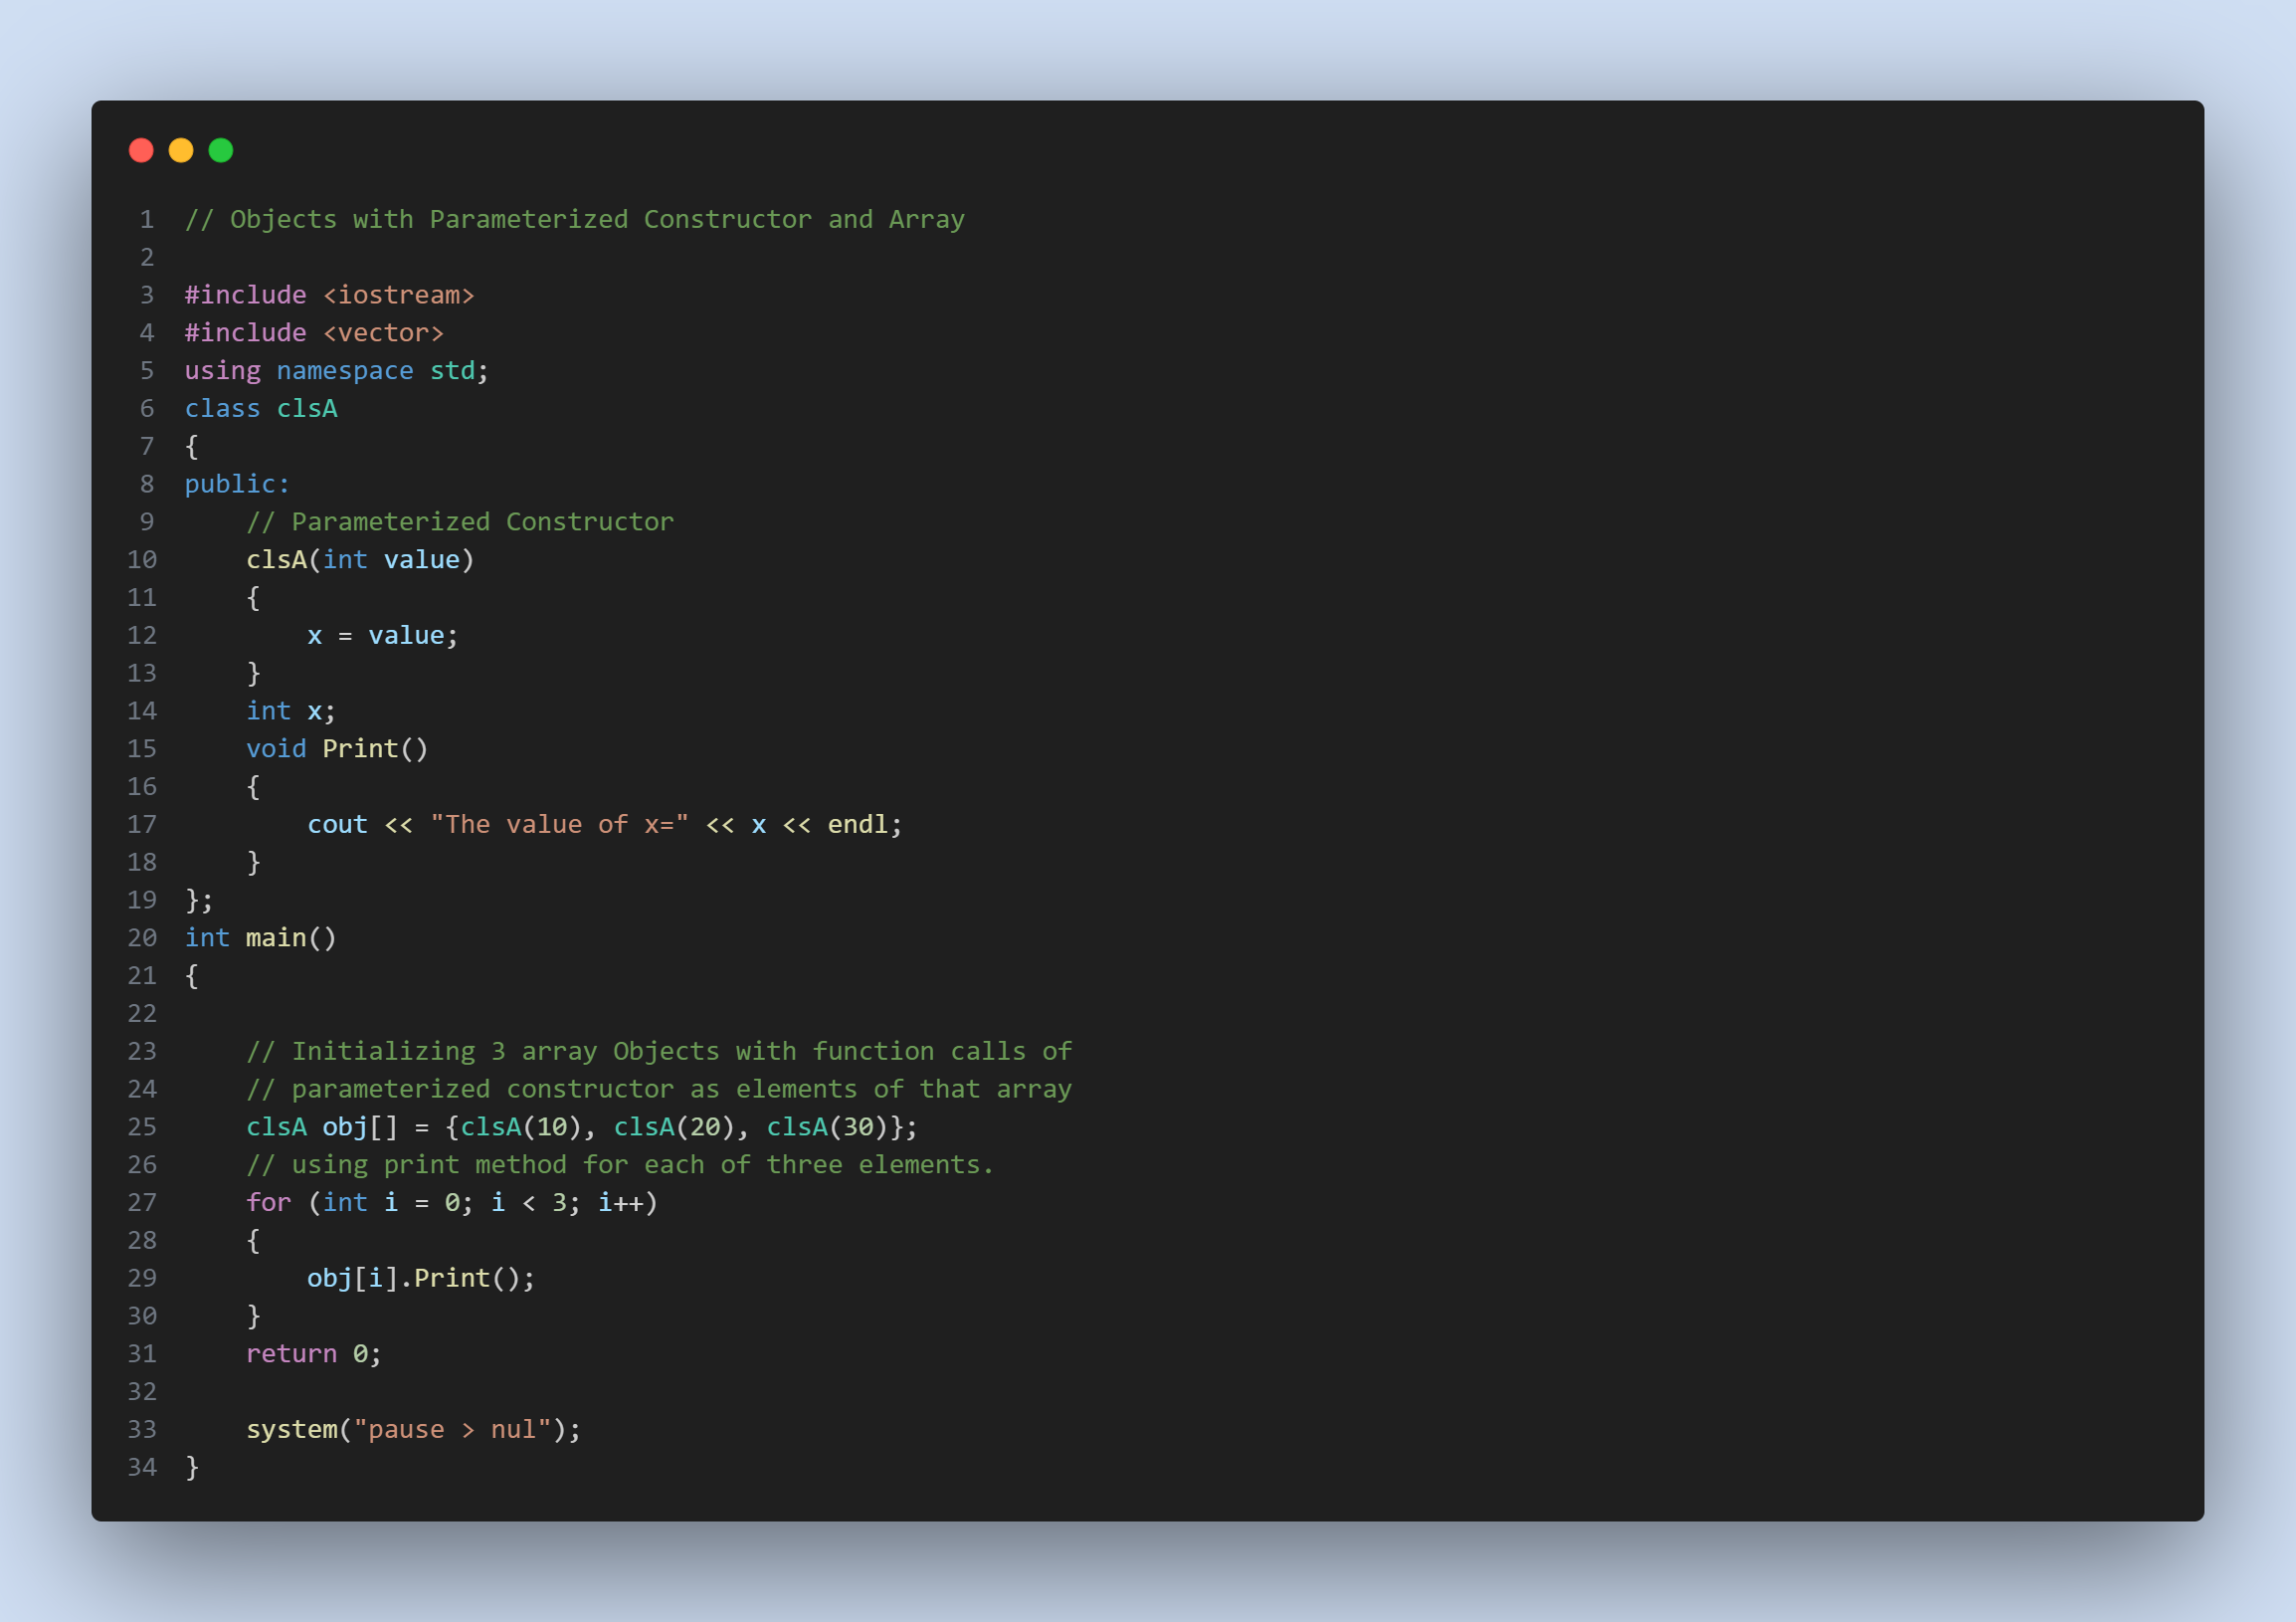 1 // Objects with Parameterized Constructor and Array
2
3 #include <iostream>
4 #include <vector>
5 using namespace std;
6 class clsA
7 {
8 public:
9     // Parameterized Constructor
10     clsA(int value)
11     {
12         x = value;
13     }
14     int x;
15     void Print()
16     {
17         cout << "The value of x=" << x << endl;
18     }
19 };
20 int main()
21 {
22
23     // Initializing 3 array Objects with function calls of
24     // parameterized constructor as elements of that array
25     clsA obj[] = {clsA(10), clsA(20), clsA(30)};
26     // using print method for each of three elements.
27     for (int i = 0; i < 3; i++)
28     {
29         obj[i].Print();
30     }
31     return 0;
32
33     system("pause > nul");
34 }